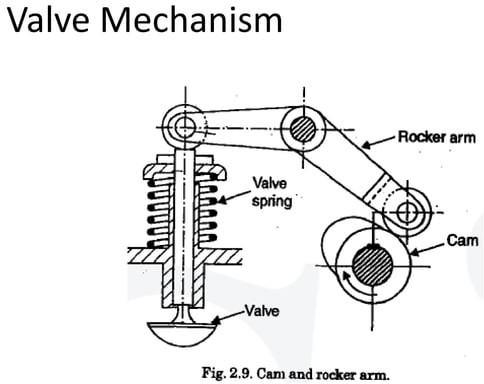 Valve Mechanism
Rocker arm
Valve
spring
Cam
Valve
Fig. 2.9. Cam and rocker arm.